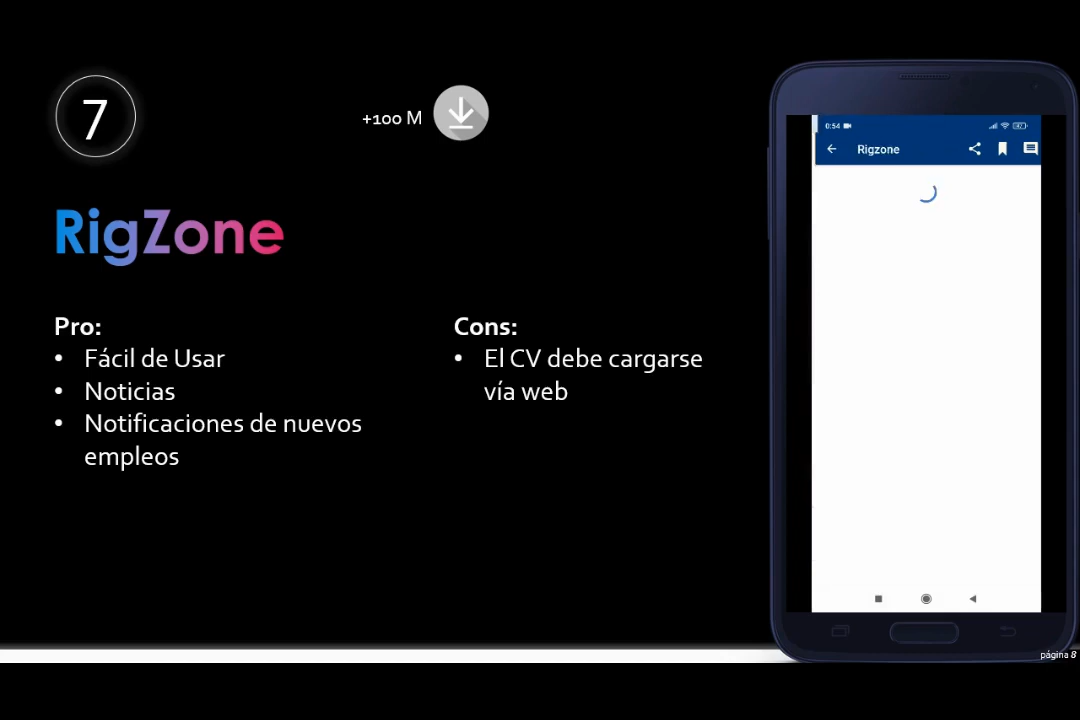 7
+100 M
RigZone
Pro:
• Fácil de Usar
• Noticias
• Notificaciones de nuevos
empleos
Cons:
• El CV debe cargarse
vía web
0:54
47
Rigzone
página 8